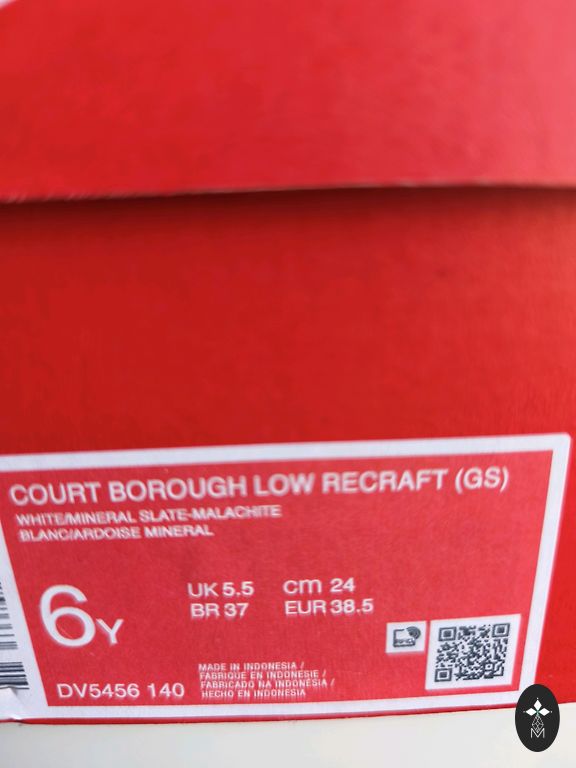 COURT BOROUGH LOW RECRAFT (GS)
WHITE/MINERAL SLATE-MALACHITE
BLANC/ARDOISE MINERAL
6Y
UK 5.5 cm 24
BR 37 EUR 38.5
DV5456 140
MADE IN INDONESIA /
FABRIQUE EN INDONESIE /
FABRICADO NA INDONÉSIA /
HECHO EN INDONESIA
M